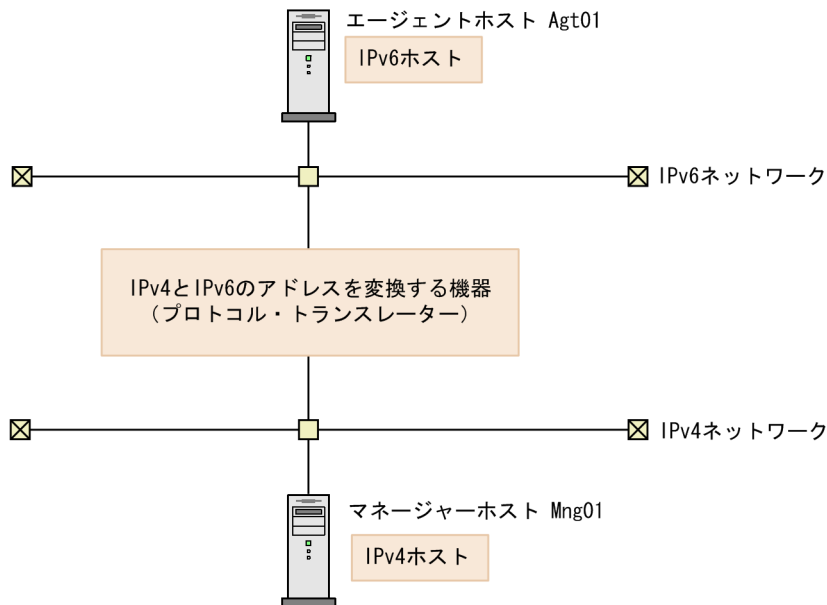 エージェントホスト Agt01
IPv6ホスト
IPv6ネットワーク
IPv4とIPv6のアドレスを変換する機器
（プロトコル・トランスレーター）
IPv4ネットワーク
マネージャーホスト Mng01
IPv4ホスト